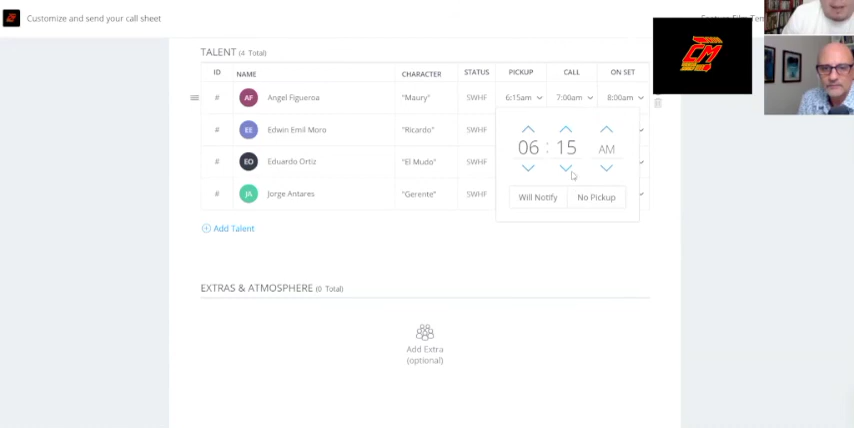 Customize and send your call sheet
TALENT (4 Total)
ID NAME CHARACTER STATUS PICKUP CALL ON SET
# AF Angel Figueroa "Maury" SWHF 6:15am 7:00am 8:00am
# EE Edwin Emil Moro "Ricardo" SWHF
# EO Eduardo Ortiz "El Mudo" SWHF
# JA Jorge Antares "Gerente" SWHF
06 : 15 AM
Will Notify No Pickup
Add Talent
EXTRAS & ATMOSPHERE (0 Total)
Add Extra
(optional)